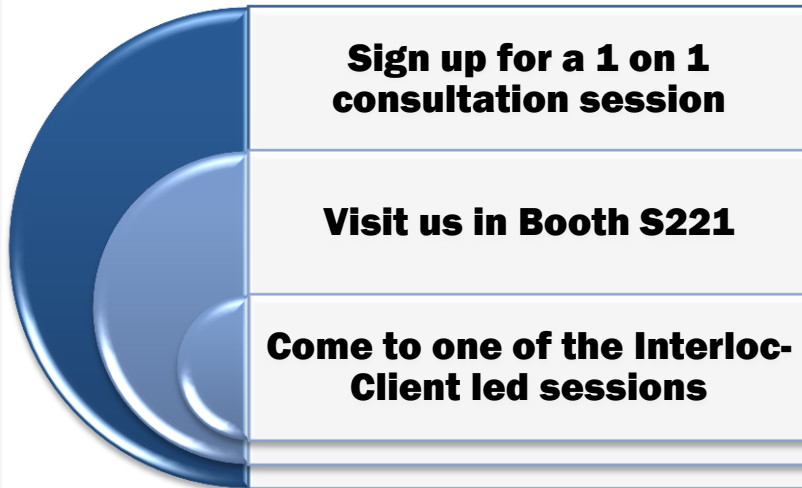 Sign up for a 1 on 1
consultation session
Visit us in Booth S221
Come to one of the Interloc-
Client led sessions